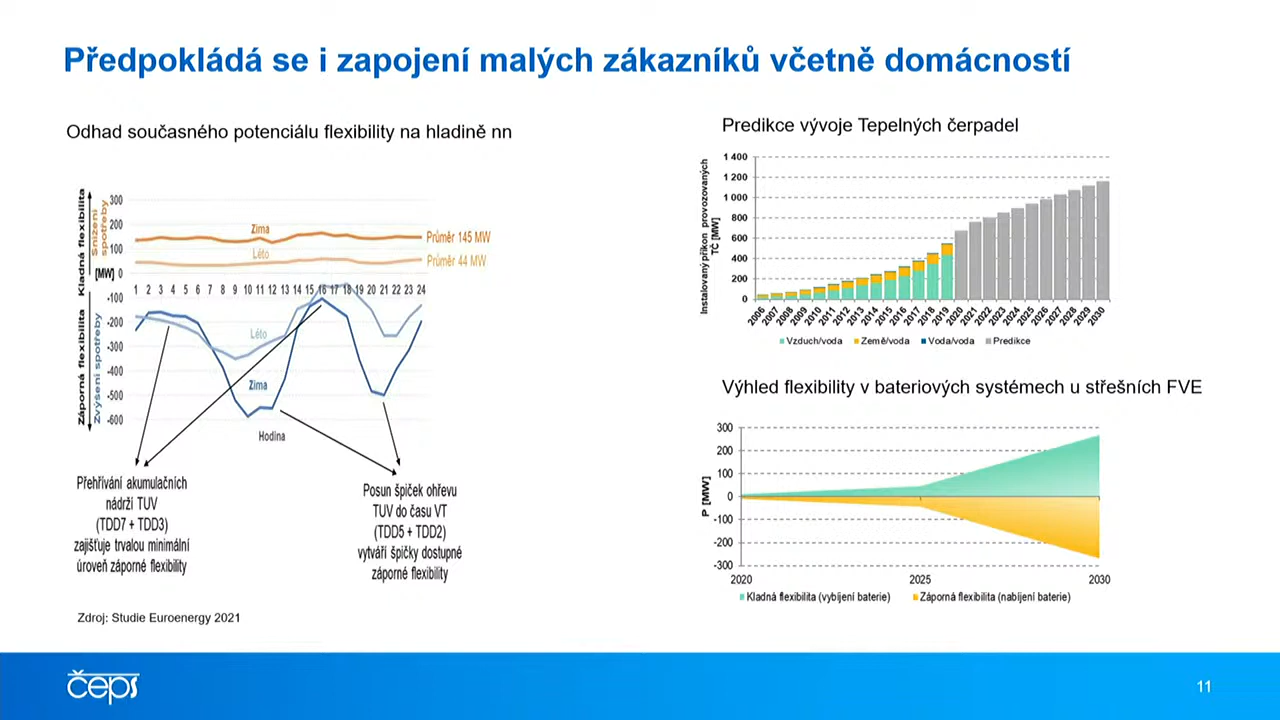 Předpokládá se i zapojení malých zákazníků včetně domácností
Odhad současného potenciálu flexibility na hladině nn
Kladná flexibilita
Snížení spotřeby
Záporná flexibilita
Zvýšení spotřeby
300
200
100
[MW] 0
-100
-200
-300
-400
-500
-600
1 2 3 4 5 6 7 8 9 10 11 12 13 14 15 16 17 18 19 20 21 22 23 24
Zima
Průměr 145 MW
Léto
Průměr 44 MW
Léto
Zima
Hodina
Přehřívání akumulačních
nádrží TUV
(TDD7 + TDD3)
zajišťuje trvalou minimální
úroveň záporné flexibility
Posun špiček ohřevu
TUV do času VT
(TDD5 + TDD2)
vytváří špičky dostupné
záporné flexibility
Zdroj: Studie Euroenergy 2021
Predikce vývoje Tepelných čerpadel
Instalovaný příkon provozovaných
TČ [MW]
1 400
1 200
1 000
800
600
400
200
0
2006 2007 2008 2009 2010 2011 2012 2013 2014 2015 2016 2017 2018 2019 2020 2021 2022 2023 2024 2025 2026 2027 2028 2029 2030
Vzduch/voda Země/voda Voda/voda Predikce
Výhled flexibility v bateriových systémech u střešních FVE
P [MW]
300
200
100
0
-100
-200
-300
2020 2025 2030
Kladná flexibilita (vybíjení baterie) Záporná flexibilita (nabíjení baterie)
čeps
11